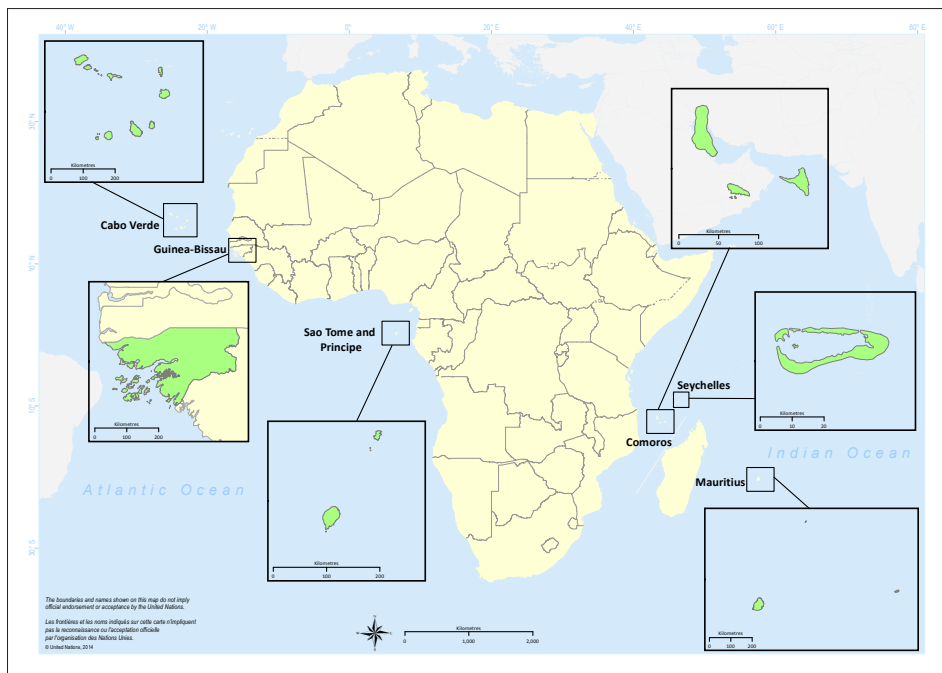 40° W
20° W
0°
20° E
40° E
60° E
80° E
30° N
10° N
10° S
30° S
Kilometres
0 100 200
Cabo Verde
Guinea-Bissau
Kilometres
0 100 200
Sao Tome and
Principe
Kilometres
0 100 200
Kilometres
0 50 100
Seychelles
Kilometres
0 10 20
Comoros
Indian Ocean
Mauritius
Kilometres
0 100 200
Atlantic Ocean
The boundaries and names shown on this map do not imply
official endorsement or acceptance by the United Nations.
Les frontières et les noms indiqués sur cette carte n'impliquent
pas la reconnaissance ou l'acceptation officielle
par l'organisation des Nations Unies.
© United Nations, 2014
N
E
S
W
Kilometres
0 1,000 2,000